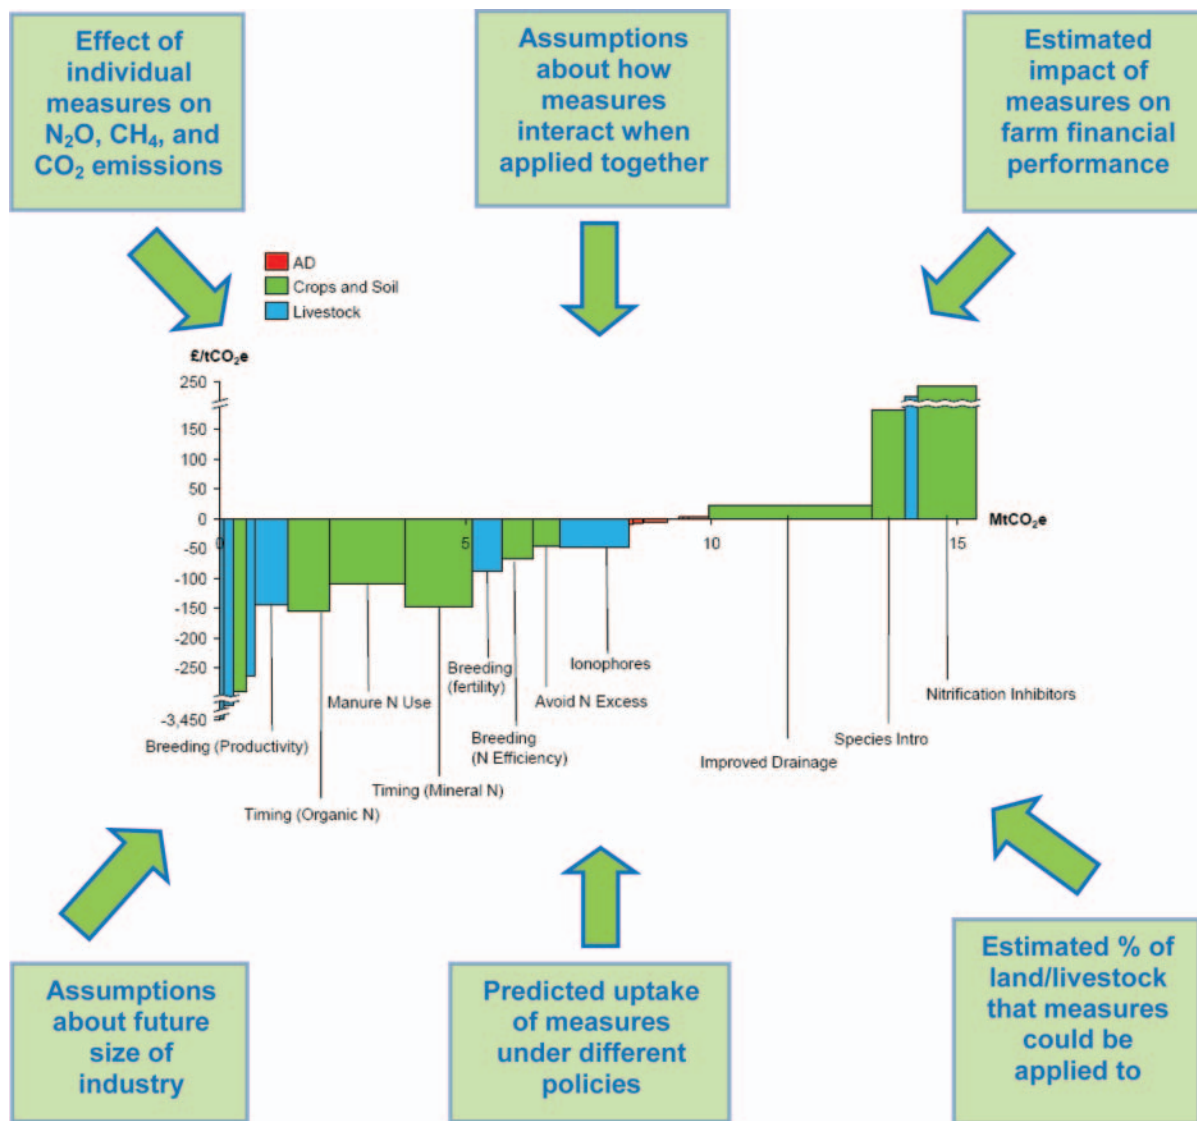 Effect of
individual
measures on
N₂O, CH₄, and
CO₂ emissions
Assumptions
about how
measures
interact when
applied together
Estimated
impact of
measures on
farm financial
performance
AD
Crops and Soil
Livestock
£/tCO₂e
250
150
100
50
0
-50
-100
-150
-200
-250
-3,450
0
5
10
15
MtCO₂e
Breeding (Productivity)
Timing (Organic N)
Manure N Use
Timing (Mineral N)
Breeding
(fertility)
Breeding
(N Efficiency)
Avoid N Excess
Ionophores
Improved Drainage
Species Intro
Nitrification Inhibitors
Assumptions
about future
size of
industry
Predicted uptake
of measures
under different
policies
Estimated % of
land/livestock
that measures
could be
applied to